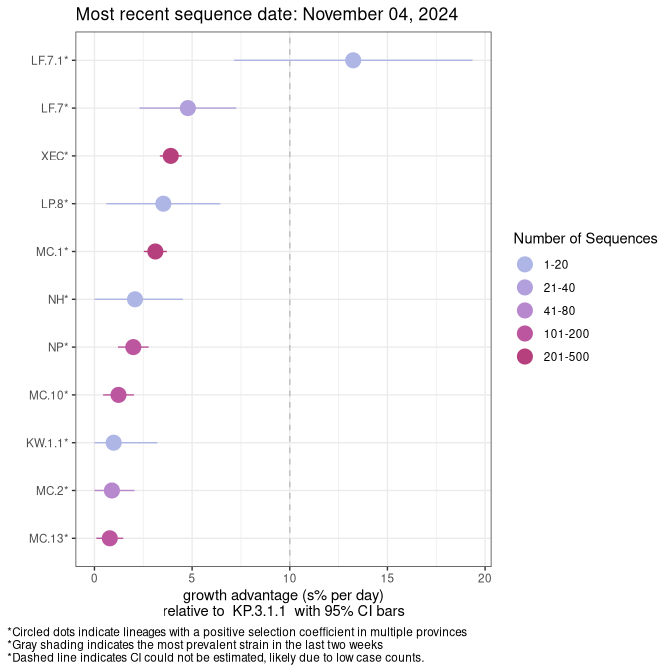 Most recent sequence date: November 04, 2024
LF.7.1*
LF.7*
XEC*
LP.8*
MC.1*
NH*
NP*
MC.10*
KW.1.1*
MC.2*
MC.13*
0
5
10
15
20
growth advantage (s% per day)
relative to KP.3.1.1 with 95% CI bars
Number of Sequences
1-20
21-40
41-80
101-200
201-500
*Circled dots indicate lineages with a positive selection coefficient in multiple provinces
*Gray shading indicates the most prevalent strain in the last two weeks
*Dashed line indicates CI could not be estimated, likely due to low case counts.